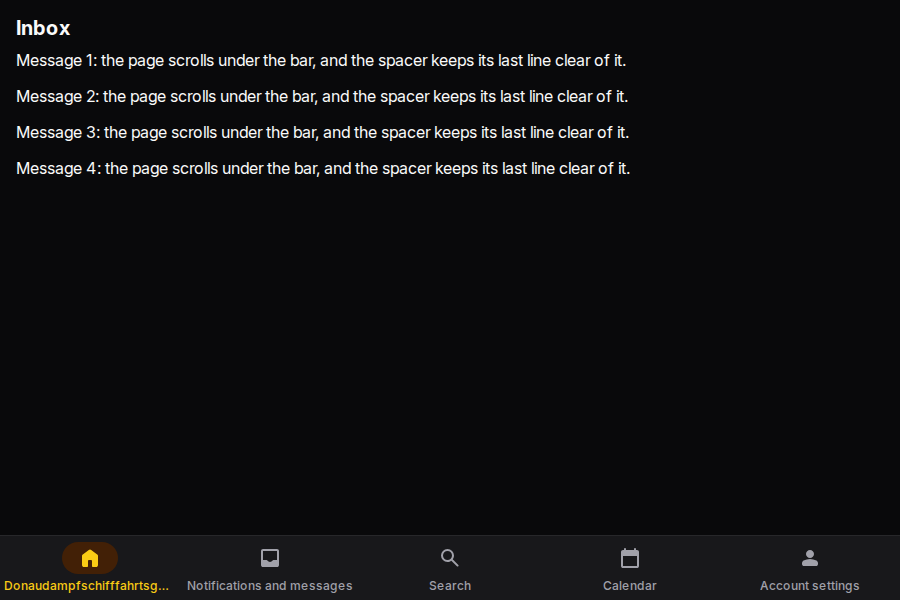 Inbox
Message 1: the page scrolls under the bar, and the spacer keeps its last line clear of it.
Message 2: the page scrolls under the bar, and the spacer keeps its last line clear of it.
Message 3: the page scrolls under the bar, and the spacer keeps its last line clear of it.
Message 4: the page scrolls under the bar, and the spacer keeps its last line clear of it.
Donaudampfschifffahrtsg...
Notifications and messages
Search
Calendar
Account settings